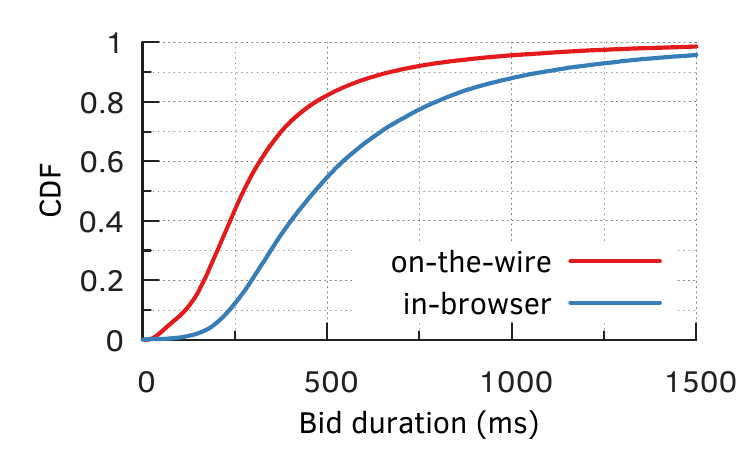 1
0.8
0.6
0.4
0.2
0
CDF
on-the-wire
in-browser
0 500 1000 1500
Bid duration (ms)